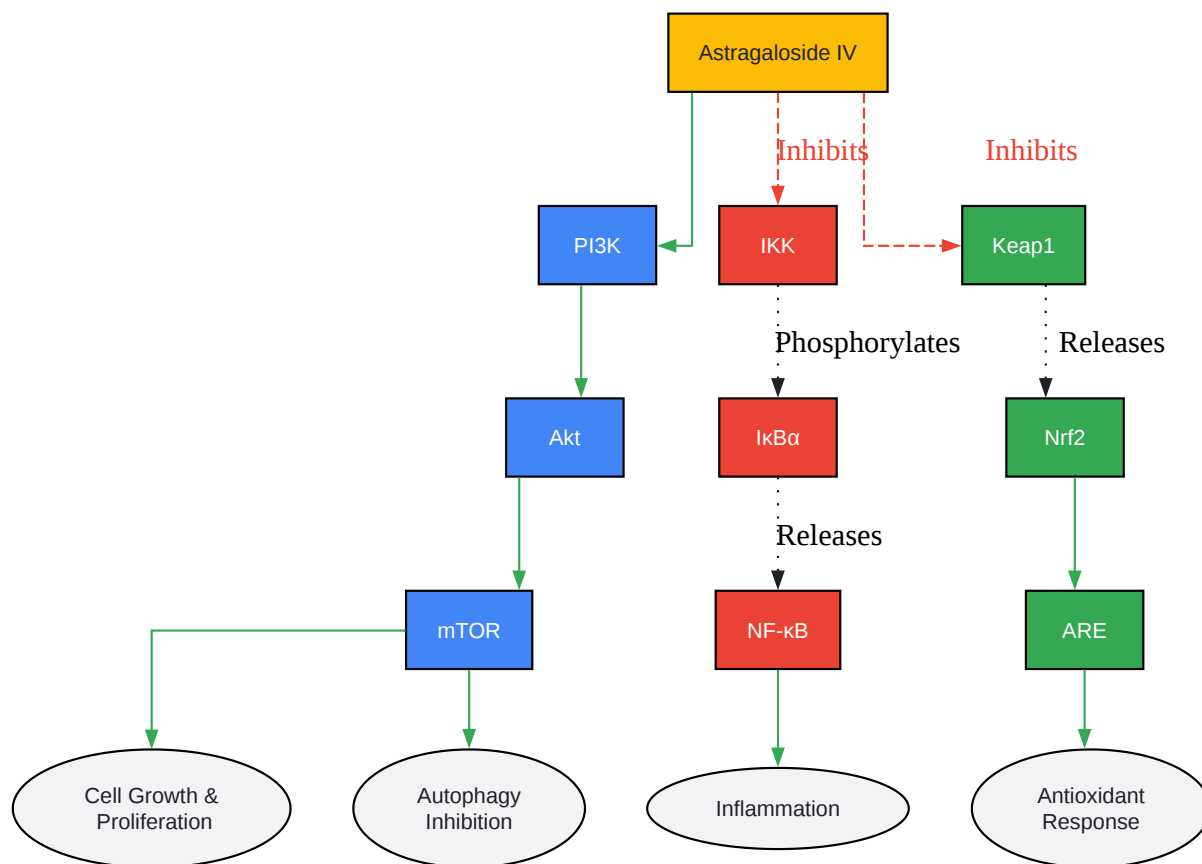 Astragaloside IV
Inhibits
Inhibits
PI3K
IKK
Keap1
Phosphorylates
Releases
Akt
IκBα
Nrf2
Releases
mTOR
NF-κB
ARE
Cell Growth &
Proliferation
Autophagy
Inhibition
Inflammation
Antioxidant
Response